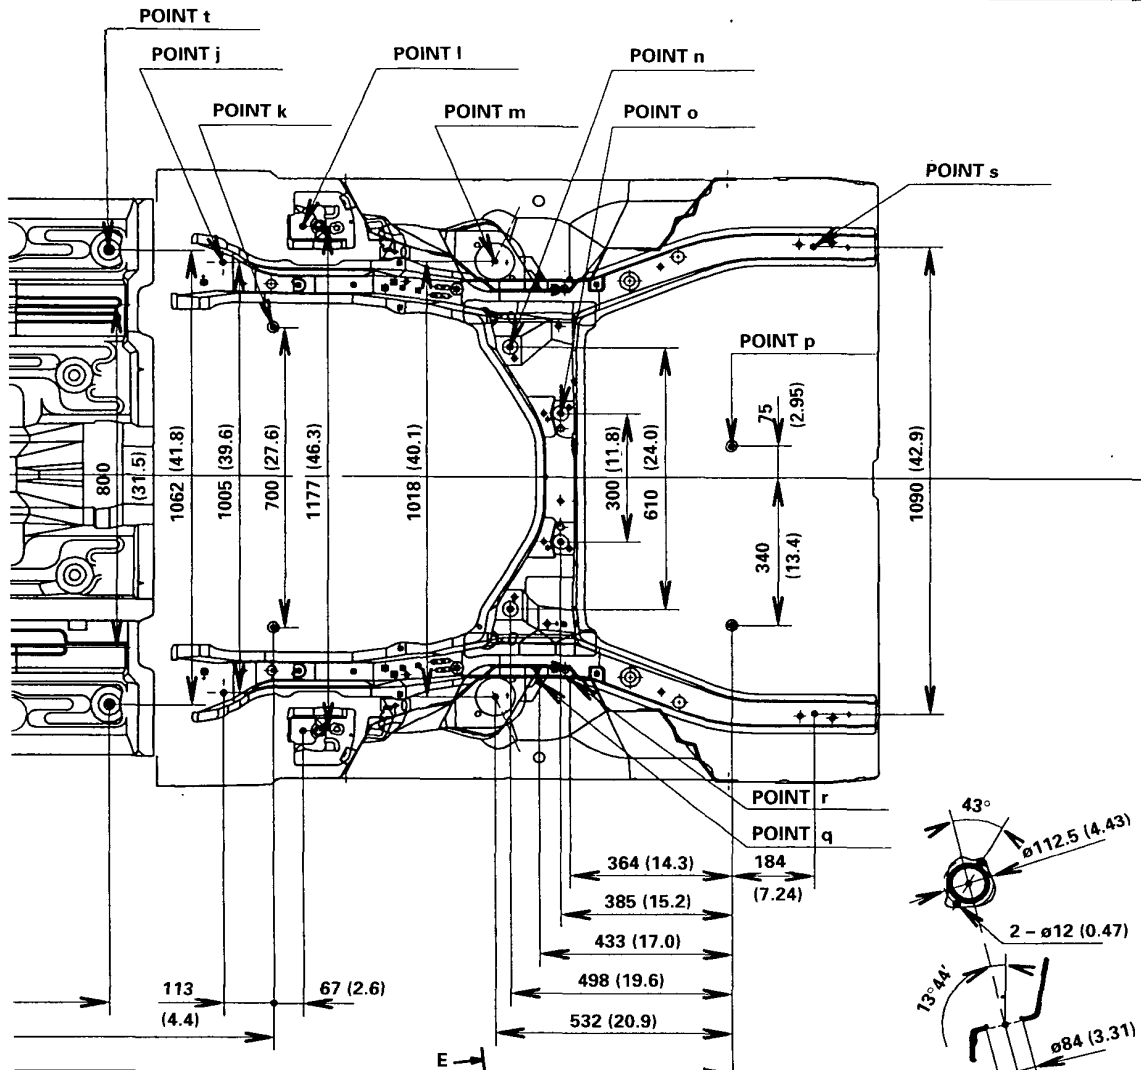 POINT t
POINT j
POINT l
POINT n
POINT k
POINT m
POINT o
POINT s
POINT p
75
(2.95)
800
(31.5)
1062 (41.8)
1005 (39.6)
700 (27.6)
1177 (46.3)
1018 (40.1)
300 (11.8)
610 (24.0)
1090 (42.9)
340
(13.4)
POINT r
POINT q
43°
ø112.5 (4.43)
2 – ø12 (0.47)
364 (14.3)
184
(7.24)
385 (15.2)
433 (17.0)
498 (19.6)
532 (20.9)
113
(4.4)
67 (2.6)
13°44′
ø84 (3.31)
E